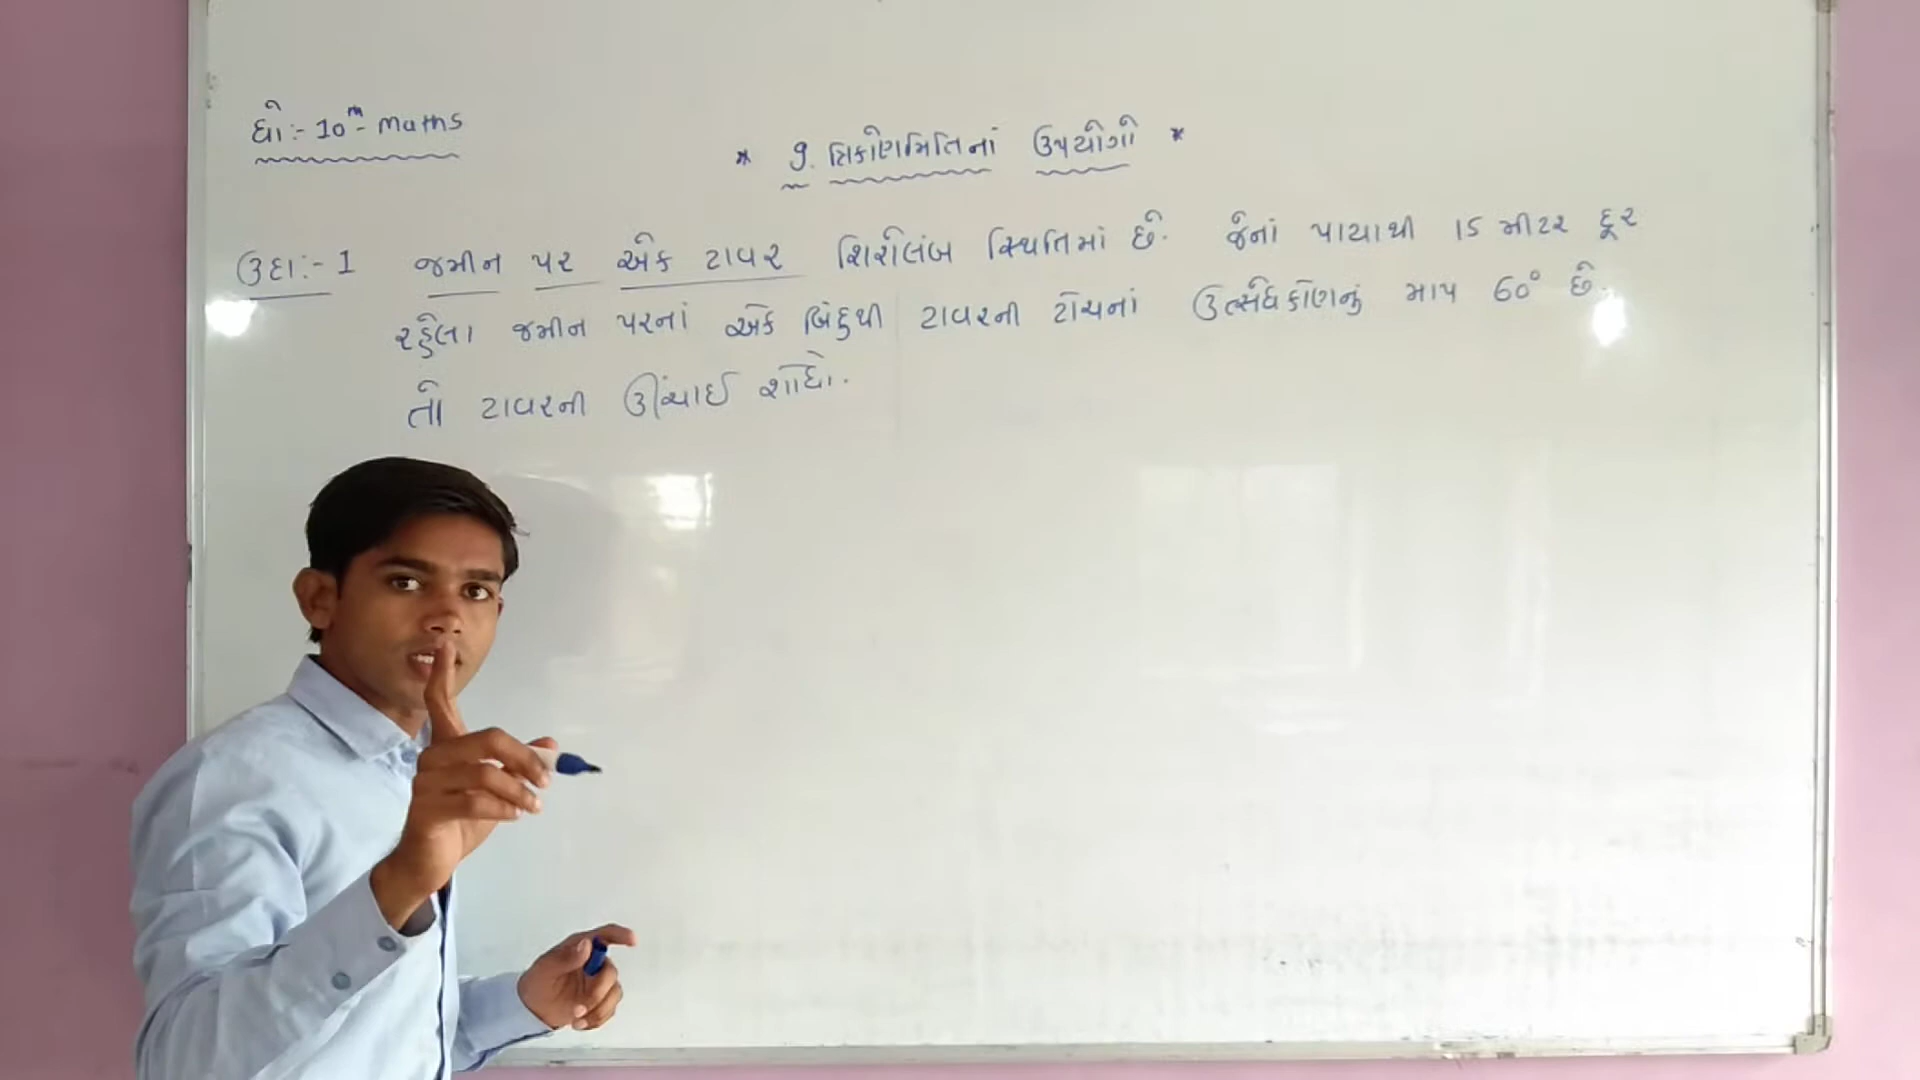 ધો:- 10th - maths
* 9. ત્રિકોણમિતિનાં ઉપયોગો *
ઉદા:- 1 જમીન પર એક ટાવર શિરોલંબ સ્થિતિમાં છે. જેનાં પાયાથી 15 મીટર દૂર
રહેલા જમીન પરનાં એક બિંદુથી ટાવરની ટોચનાં ઉત્સેધકોણનું માપ 60° છે.
તો ટાવરની ઊંચાઈ શોધો.